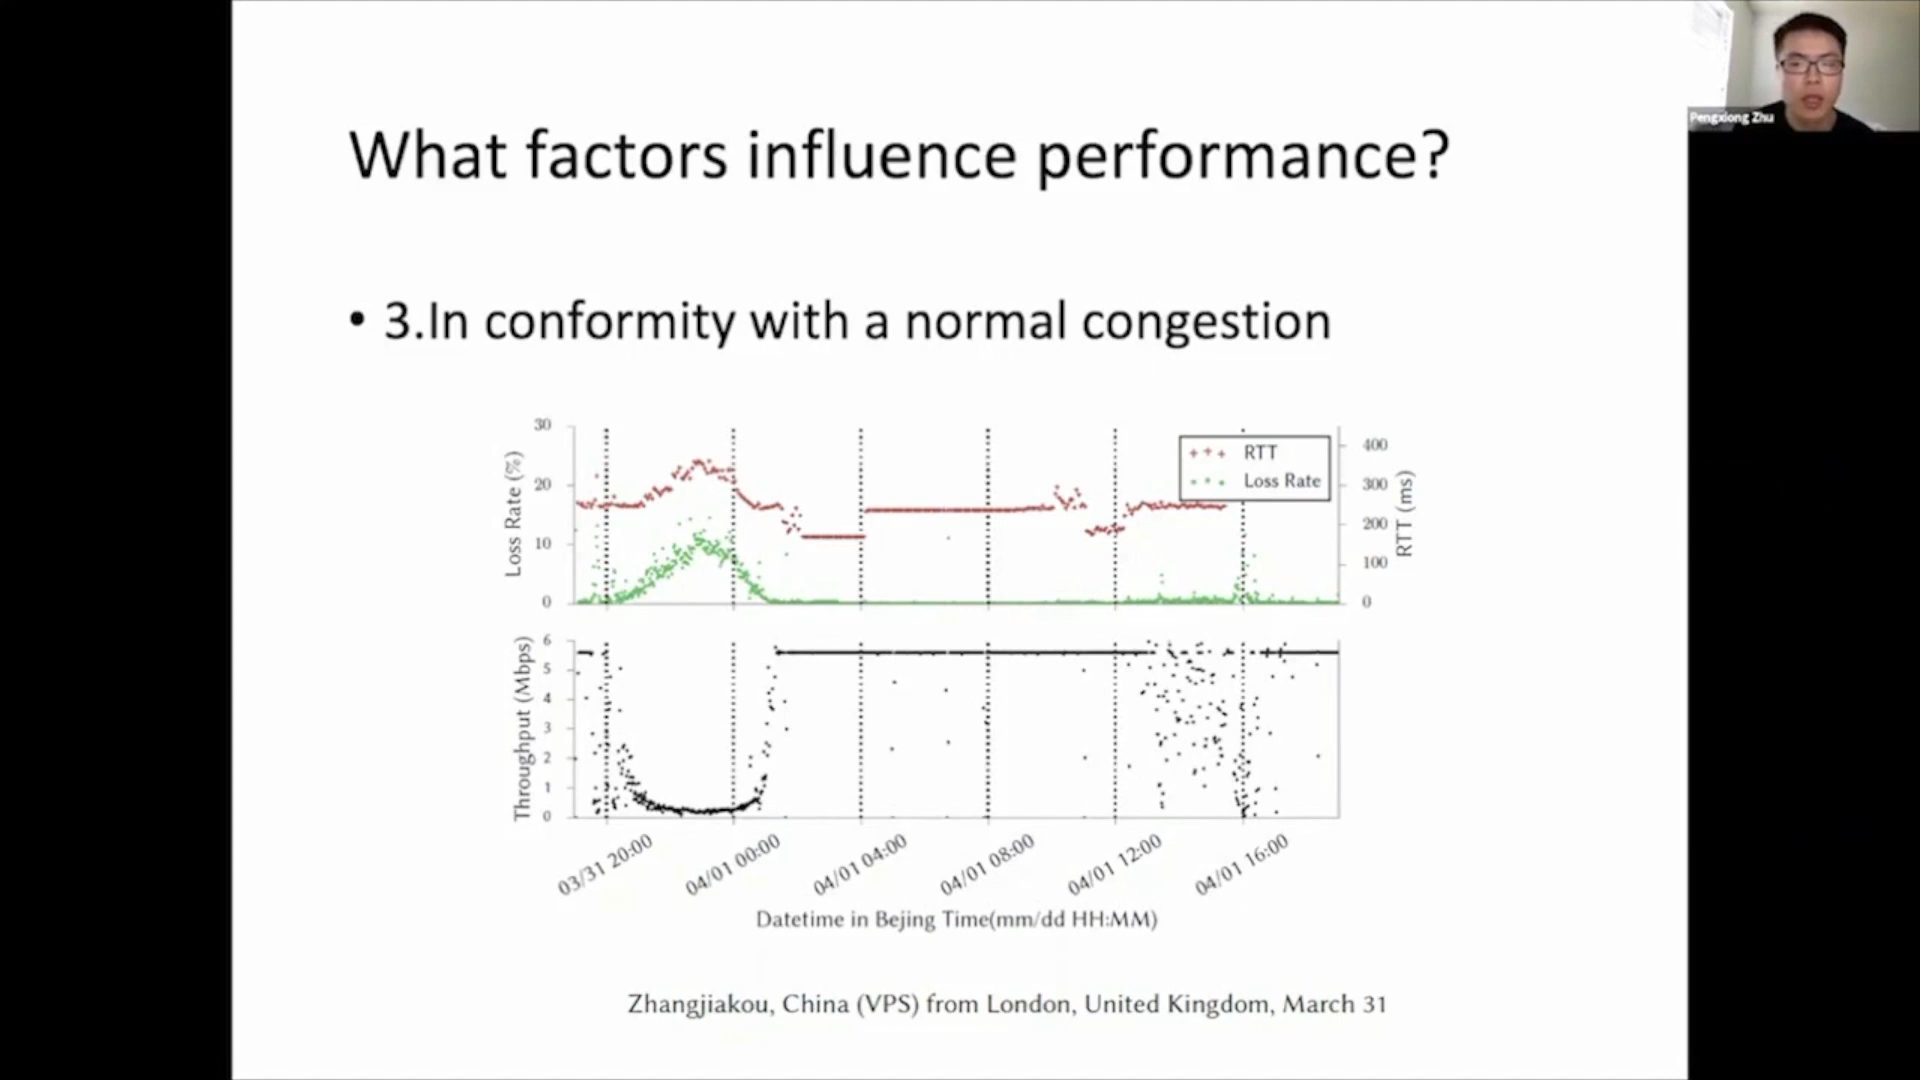 Pengxiong Zhu
What factors influence performance?
• 3.In conformity with a normal congestion
30
20
10
0
Loss Rate (%)
RTT
Loss Rate
400
300
200
100
0
RTT (ms)
6
5
4
3
2
1
0
Throughput (Mbps)
03/31 20:00
04/01 00:00
04/01 04:00
04/01 08:00
04/01 12:00
04/01 16:00
Datetime in Bejing Time(mm/dd HH:MM)
Zhangjiakou, China (VPS) from London, United Kingdom, March 31